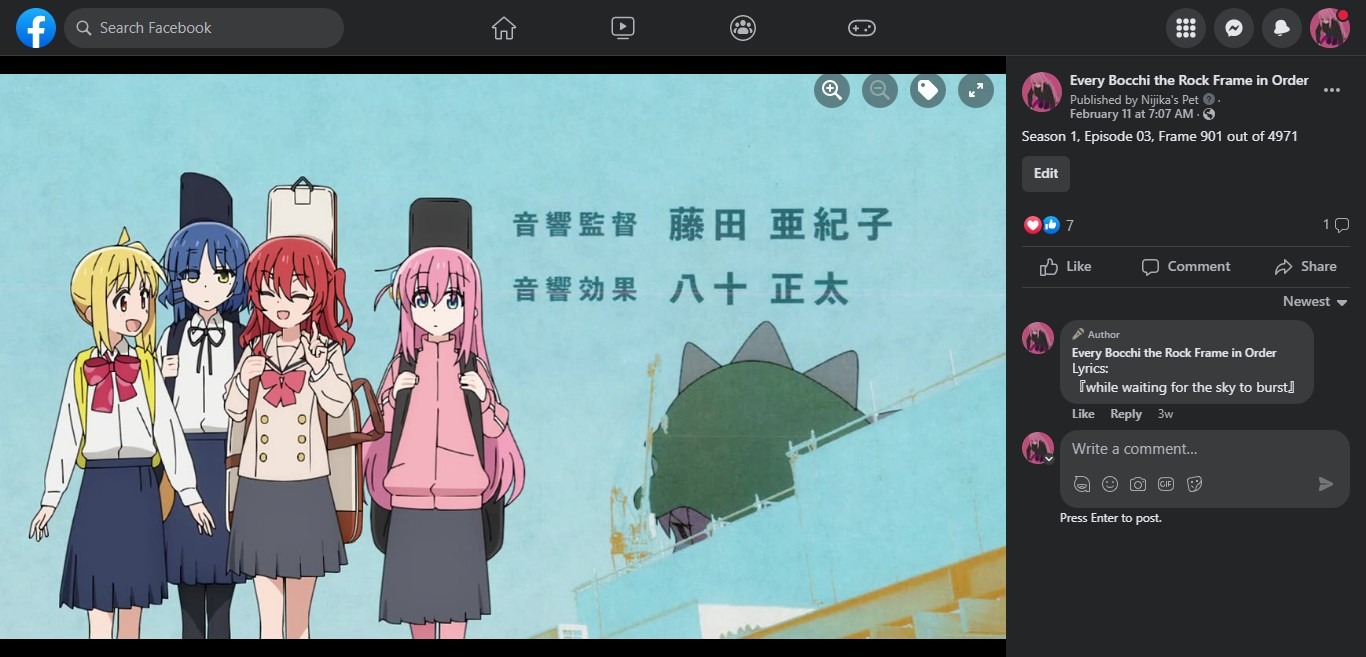 Search Facebook
音響監督 藤田 亜紀子
音響効果 八十 正太
Every Bocchi the Rock Frame in Order
Published by Nijika's Pet ·
February 11 at 7:07 AM ·
Season 1, Episode 03, Frame 901 out of 4971
Edit
7
1
Like Comment Share
Newest
Author
Every Bocchi the Rock Frame in Order
Lyrics:
『while waiting for the sky to burst』
Like Reply 3w
Write a comment...
GIF
Press Enter to post.